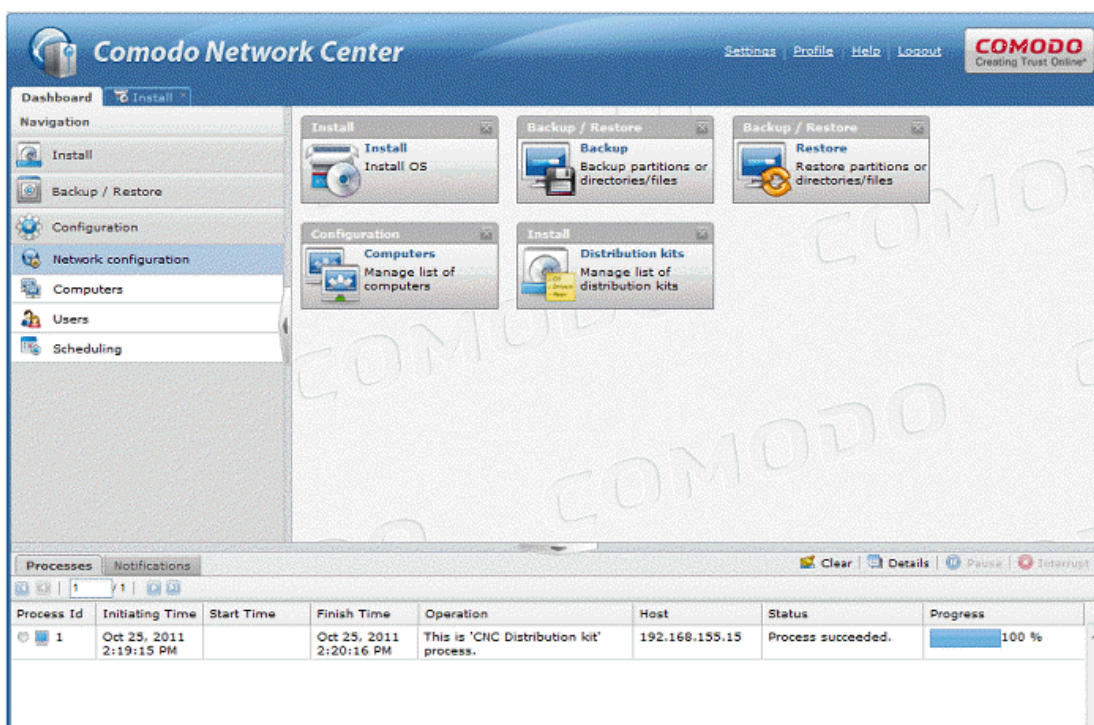 Comodo Network Center
Settings Profile Help Logout
COMODO
Creating Trust Online®
Dashboard Install
Navigation
Install
Backup / Restore
Configuration
Network configuration
Computers
Users
Scheduling
Install
Install
Install OS
Backup / Restore
Backup
Backup partitions or
directories/files
Backup / Restore
Restore
Restore partitions or
directories/files
Configuration
Computers
Manage list of
computers
Install
Distribution kits
Manage list of
distribution kits
COMODO
COMODO
COMODO
Processes Notifications
Clear Details Pause Interrupt
1 / 1
Process Id Initiating Time Start Time Finish Time Operation Host Status Progress
1 Oct 25, 2011 2:19:15 PM Oct 25, 2011 2:20:16 PM This is 'CNC Distribution kit' process. 192.168.155.15 Process succeeded. 100 %